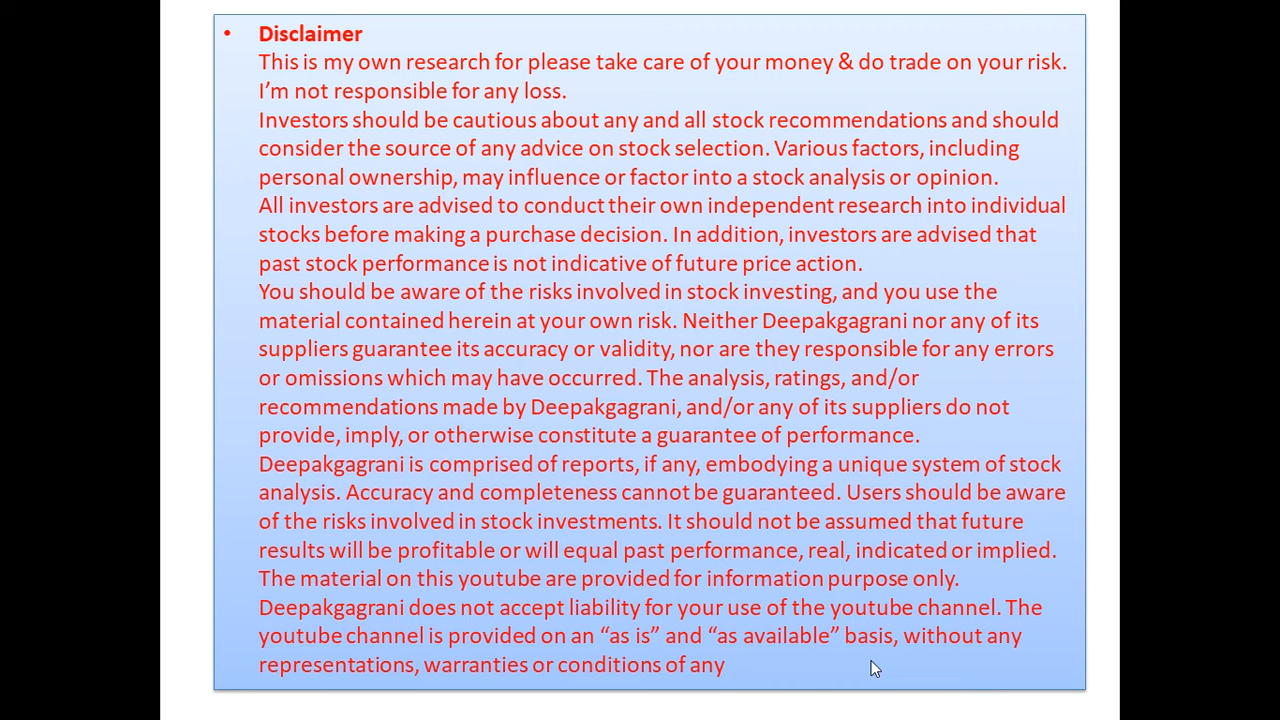 • Disclaimer
This is my own research for please take care of your money & do trade on your risk.
I’m not responsible for any loss.
Investors should be cautious about any and all stock recommendations and should
consider the source of any advice on stock selection. Various factors, including
personal ownership, may influence or factor into a stock analysis or opinion.
All investors are advised to conduct their own independent research into individual
stocks before making a purchase decision. In addition, investors are advised that
past stock performance is not indicative of future price action.
You should be aware of the risks involved in stock investing, and you use the
material contained herein at your own risk. Neither Deepakgagrani nor any of its
suppliers guarantee its accuracy or validity, nor are they responsible for any errors
or omissions which may have occurred. The analysis, ratings, and/or
recommendations made by Deepakgagrani, and/or any of its suppliers do not
provide, imply, or otherwise constitute a guarantee of performance.
Deepakgagrani is comprised of reports, if any, embodying a unique system of stock
analysis. Accuracy and completeness cannot be guaranteed. Users should be aware
of the risks involved in stock investments. It should not be assumed that future
results will be profitable or will equal past performance, real, indicated or implied.
The material on this youtube are provided for information purpose only.
Deepakgagrani does not accept liability for your use of the youtube channel. The
youtube channel is provided on an “as is” and “as available” basis, without any
representations, warranties or conditions of any